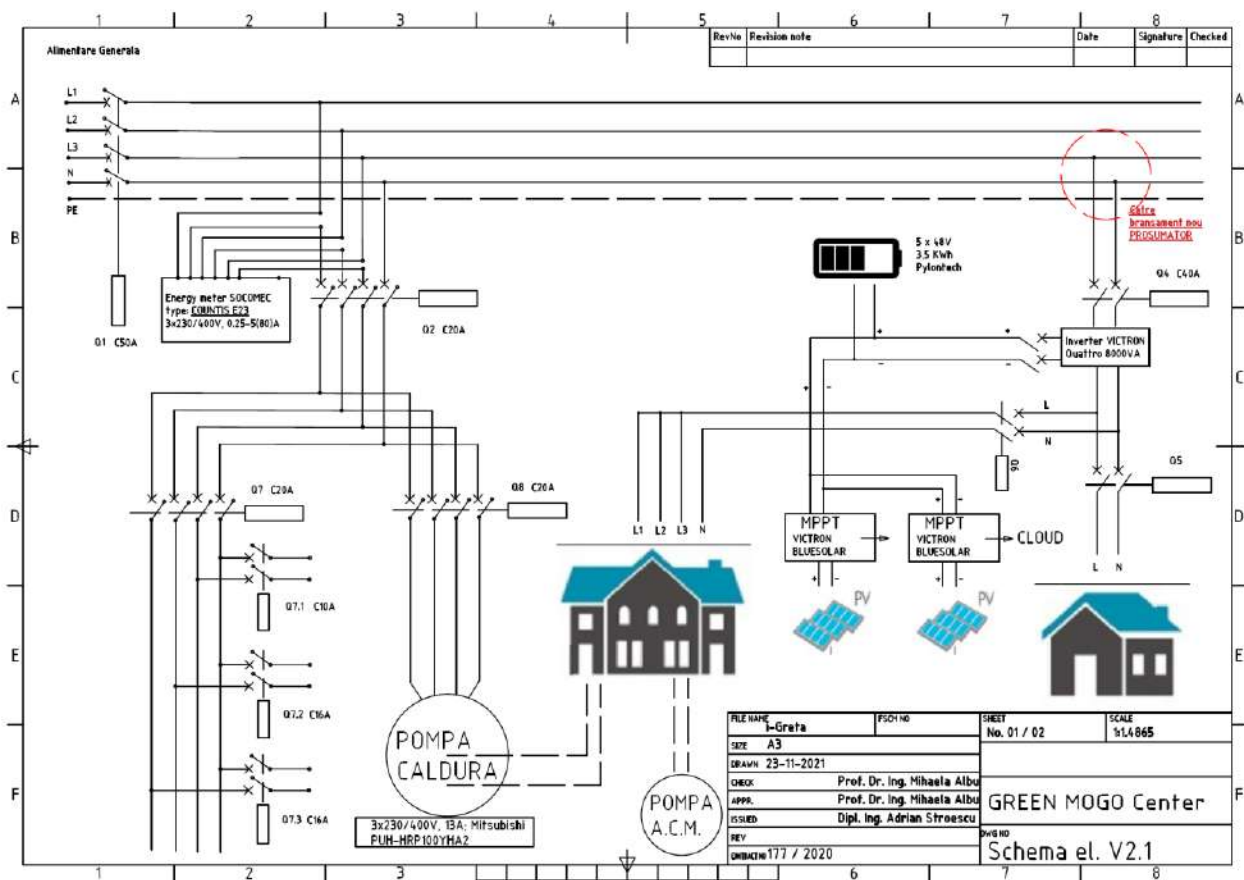 1 2 3 4 5 6 7 8
RevNo Revision note Date Signature Checked
Alimentare Generala
A A
L1
L2
L3
N
PE
B B
Către
bransament nou
PROSUMATOR
5 x 48V
3,5 KWh
Pylontech
Q4 C40A
Energy meter SOCOMEC
type: COUNTIS E23
3x230/400V, 0.25-5(80)A
Q1 C50A
Q2 C20A
Inverter VICTRON
Quattro 8000VA
C C
+ +
- -
+ -
L
N
Q6
Q5
Q7 C20A
Q8 C20A
D D
+ - + -
L1 L2 L3 N
MPPT
VICTRON
BLUESOLAR
MPPT
VICTRON
BLUESOLAR
CLOUD
L N
+ - + -
PV PV
Q7.1 C10A
E E
Q7.2 C16A
POMPA
CALDURA
F F
Q7.3 C16A
3x230/400V, 13A; Mitsubishi
PUH-HRP100YHA2
POMPA
A.C.M.
FILE NAME i-Greta FSCH NO SHEET No. 01 / 02 SCALE 1:1.4865
SIZE A3
DRAWN 23-11-2021
CHECK Prof. Dr. Ing. Mihaela Albu
APPR. Prof. Dr. Ing. Mihaela Albu
ISSUED Dipl. Ing. Adrian Stroescu
REV
177 / 2020
GREEN MOGO Center
DWG NO
Schema el. V2.1
1 2 3 4 5 6 7 8